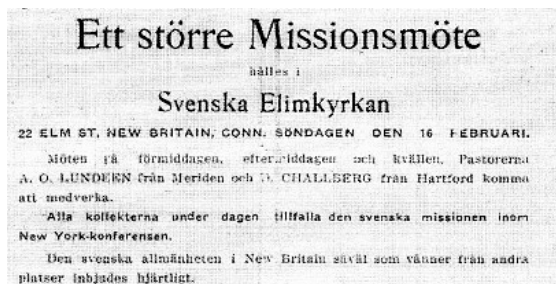 Ett större Missionsmöte
hålles i
Svenska Elimkyrkan
22 ELM ST, NEW BRITAIN, CONN. SÖNDAGEN DEN 16 FEBRUARI.
Möten på förmiddagen, eftermiddagen och kvällen. Pastorerna
A. O. LUNDEEN från Meriden och D. CHALLBERG från Hartford komma
att medverka.
Alla kollekterna under dagen tillfalla den svenska missionen inom
New York-konferensen.
Den svenska allmänheten i New Britain såväl som vänner från andra
platser inbjudes hjärtligt.